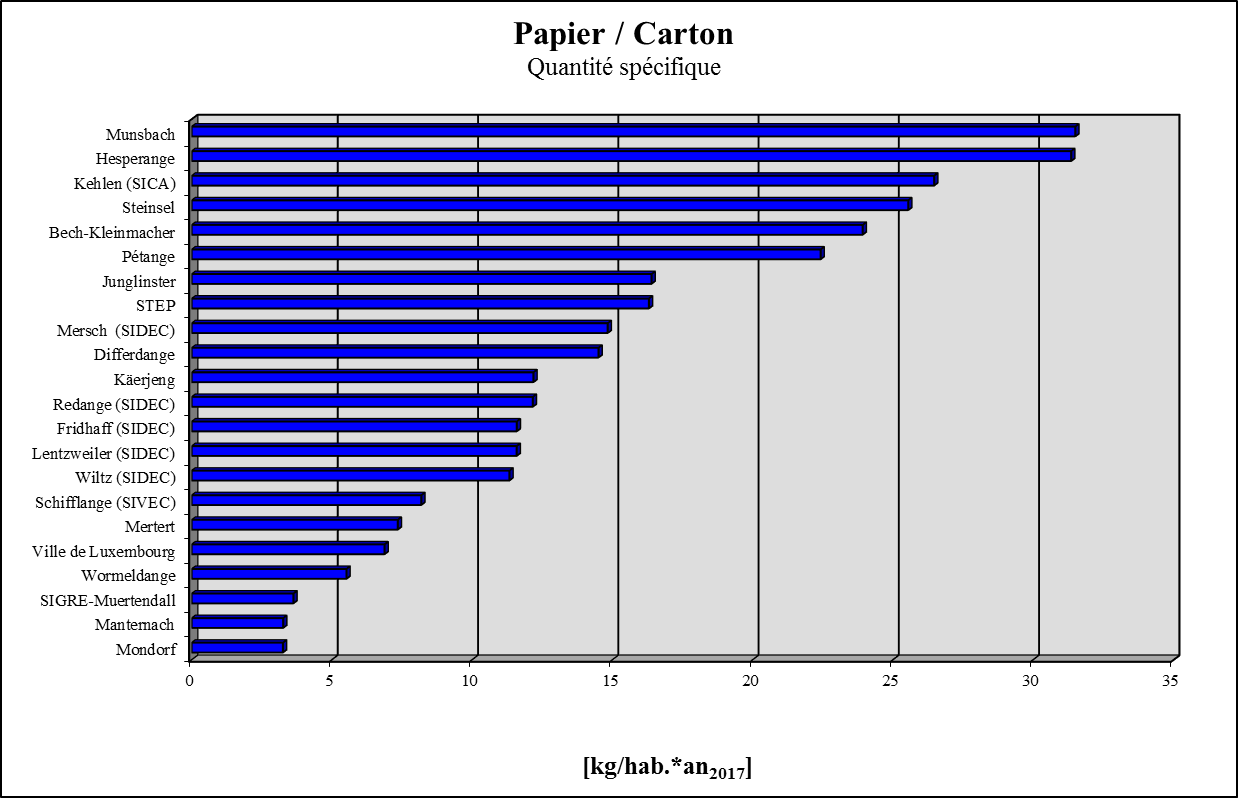 Papier / Carton
Quantité spécifique
Munsbach
Hesperange
Kehlen (SICA)
Steinsel
Bech-Kleinmacher
Pétange
Junglinster
STEP
Mersch  (SIDEC)
Differdange
Käerjeng
Redange (SIDEC)
Fridhaff (SIDEC)
Lentzweiler (SIDEC)
Wiltz (SIDEC)
Schifflange (SIVEC)
Mertert
Ville de Luxembourg
Wormeldange
SIGRE-Muertendall
Manternach
Mondorf
0 5 10 15 20 25 30 35
[kg/hab.*an2017]